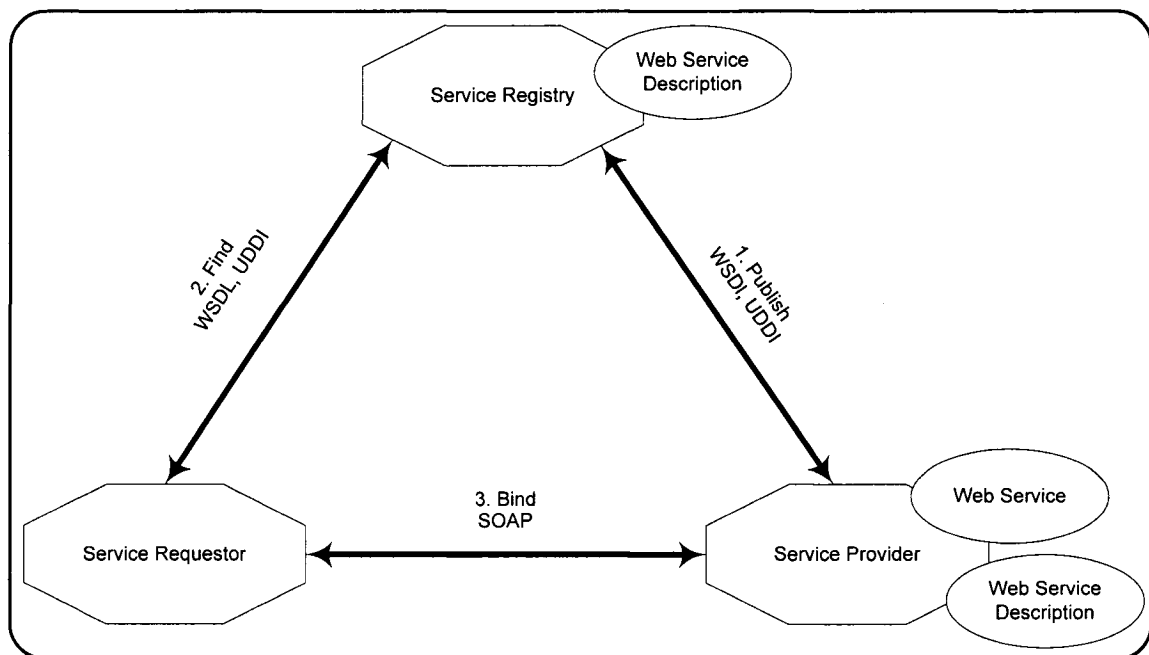 Service Registry
Web Service
Description
2. Find
WSDL, UDDI
1. Publish
WSDI, UDDI
3. Bind
SOAP
Service Requestor
Service Provider
Web Service
Web Service
Description